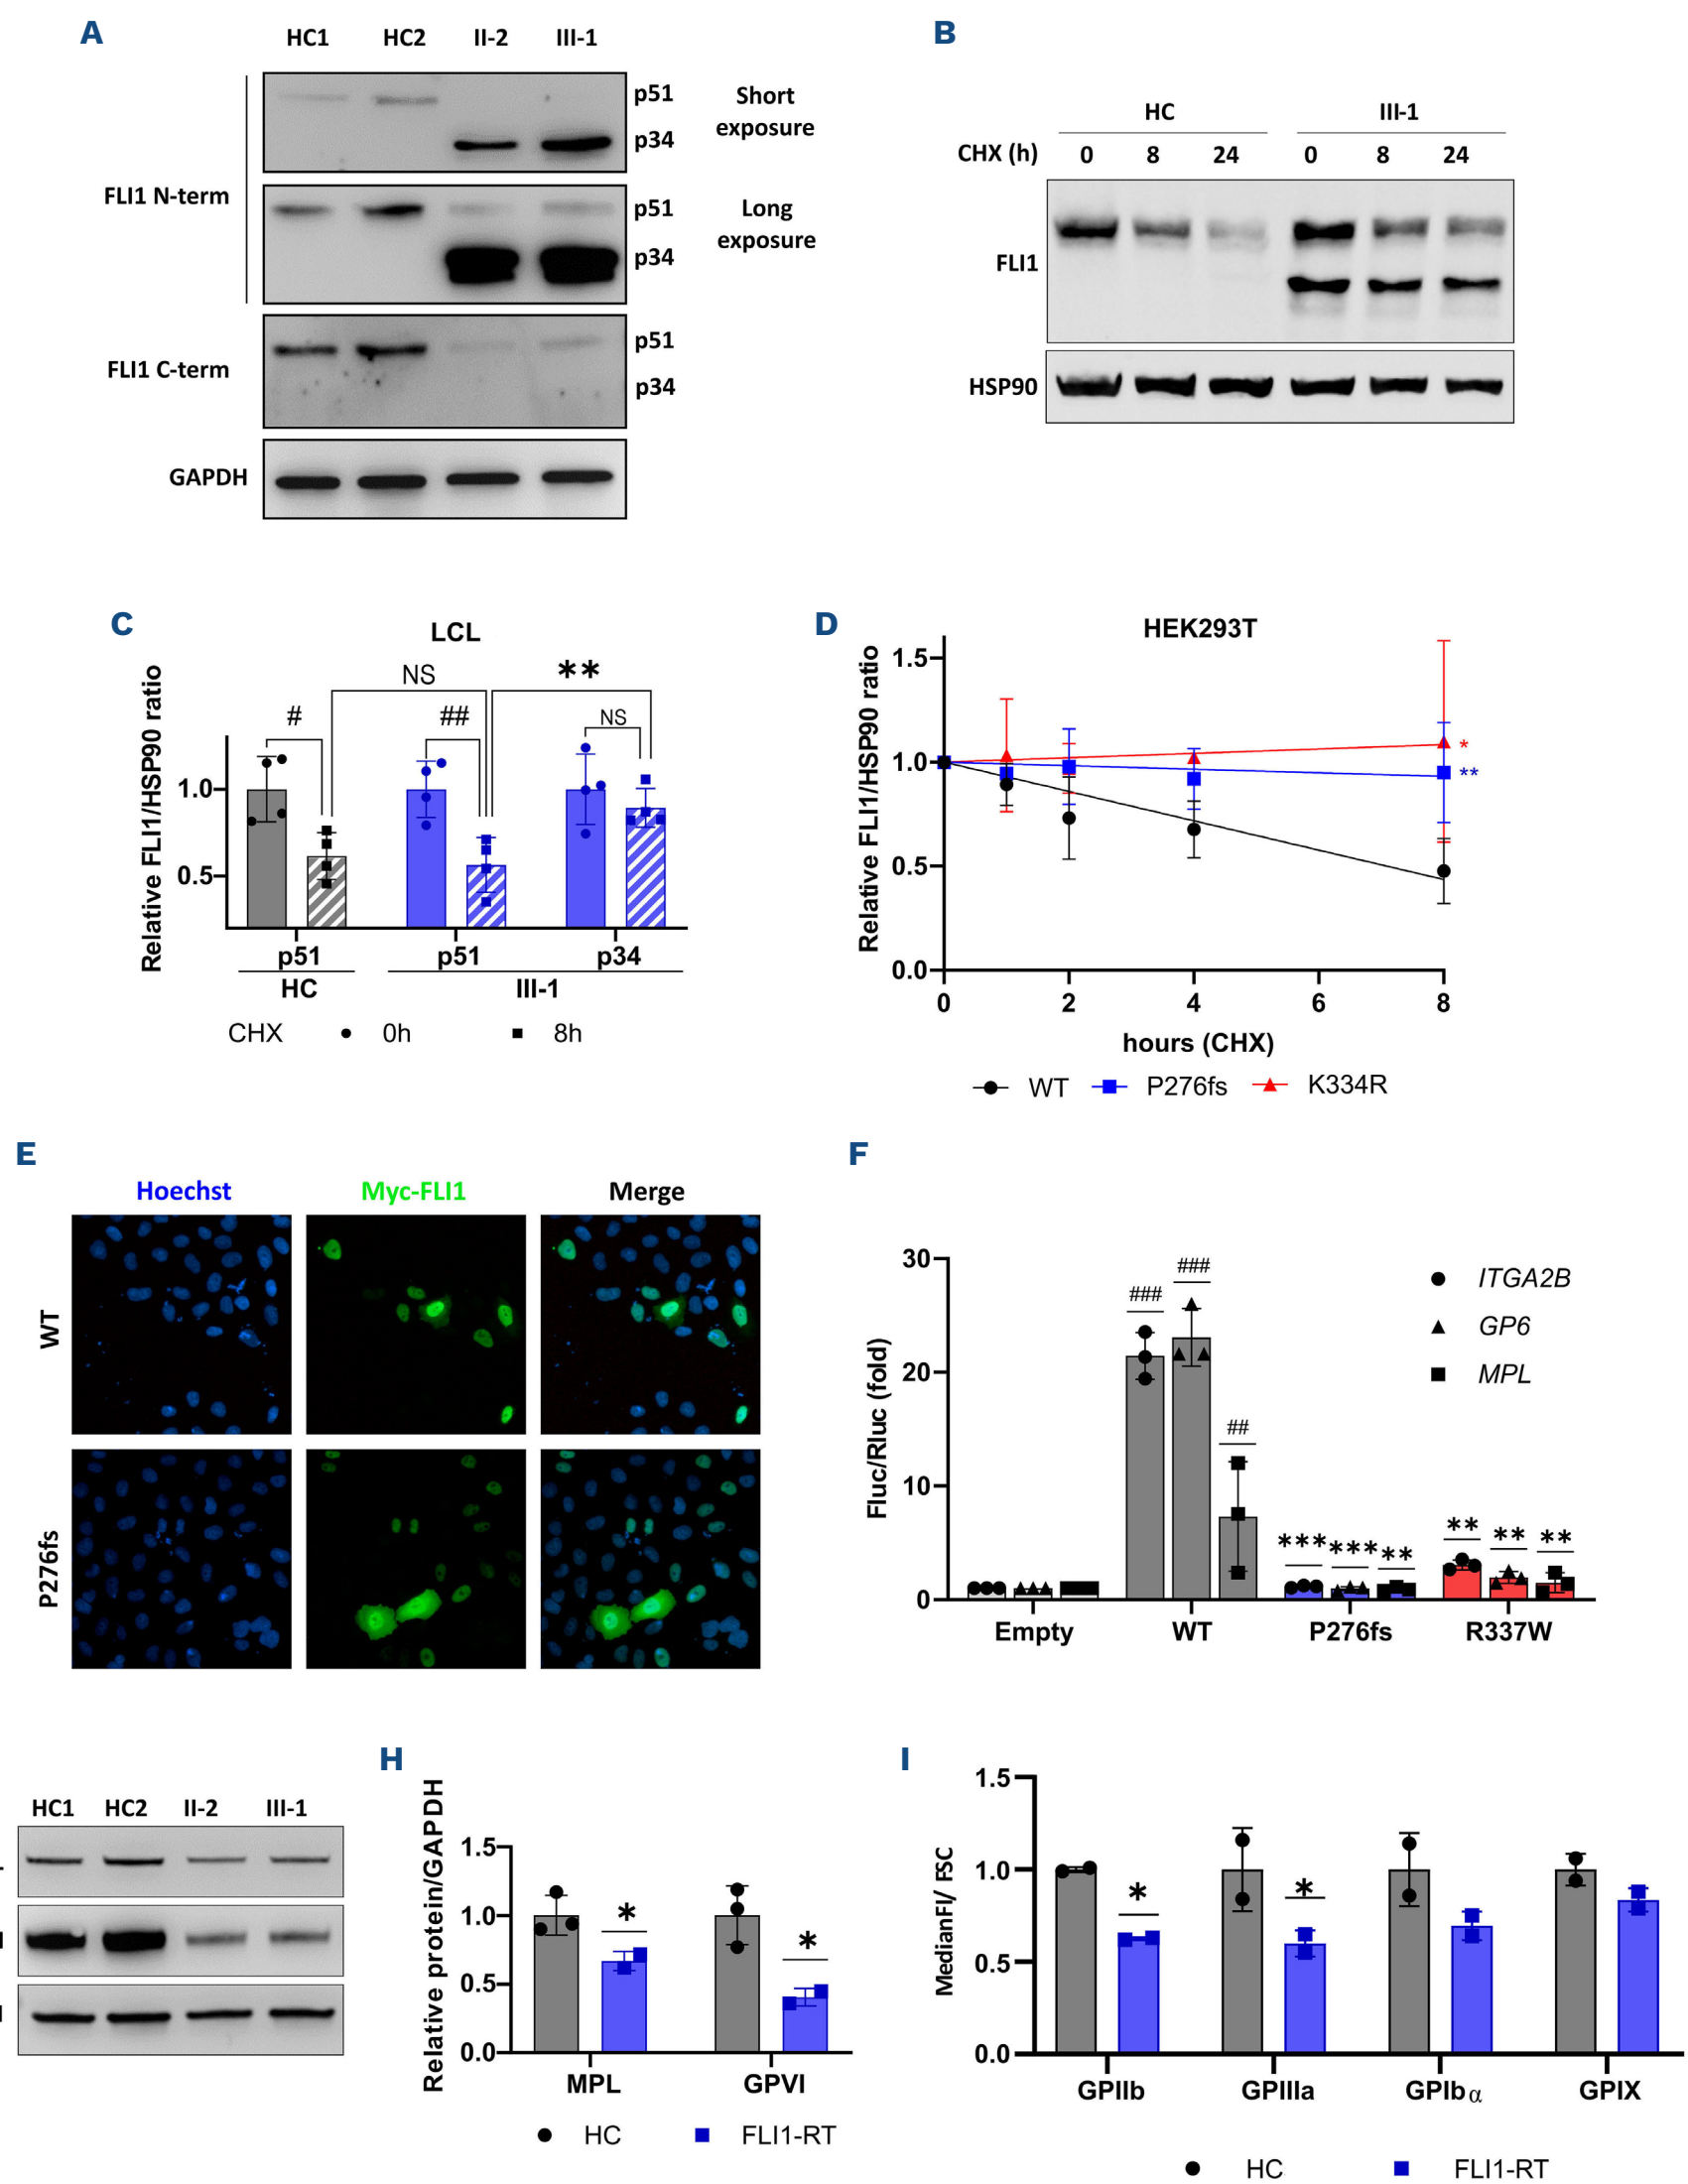 A
HC1 HC2 II-2 III-1
p51
p34
Short
exposure
FLI1 N-term
p51
p34
Long
exposure
FLI1 C-term
p51
p34
GAPDH
B
HC III-1
CHX (h) 0 8 24 0 8 24
FLI1
HSP90
C
LCL
Relative FLI1/HSP90 ratio
NS **
# ## NS
1.0
0.5
p51 p51 p34
HC III-1
CHX 0h 8h
D
HEK293T
Relative FLI1/HSP90 ratio
1.5
1.0
0.5
0.0
*
**
0 2 4 6 8
hours (CHX)
WT P276fs K334R
E
Hoechst Myc-FLI1 Merge
WT
P276fs
F
Fluc/Rluc (fold)
30
20
10
0
### ### ##
*** *** ** ** ** **
ITGA2B
GP6
MPL
Empty WT P276fs R337W
HC1 HC2 II-2 III-1
H
Relative protein/GAPDH
1.5
1.0
0.5
0.0
* *
MPL GPVI
HC FLI1-RT
I
MedianFI/ FSC
1.5
1.0
0.5
0.0
* *
GPIIb GPIIIa GPIbα GPIX
HC FLI1-RT